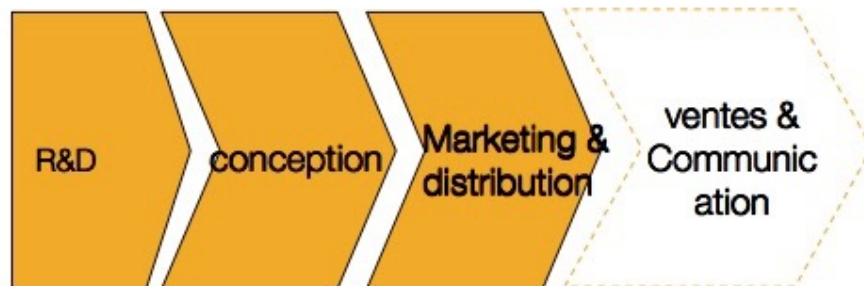 R&D
conception
Marketing &
distribution
ventes &
Communic
ation